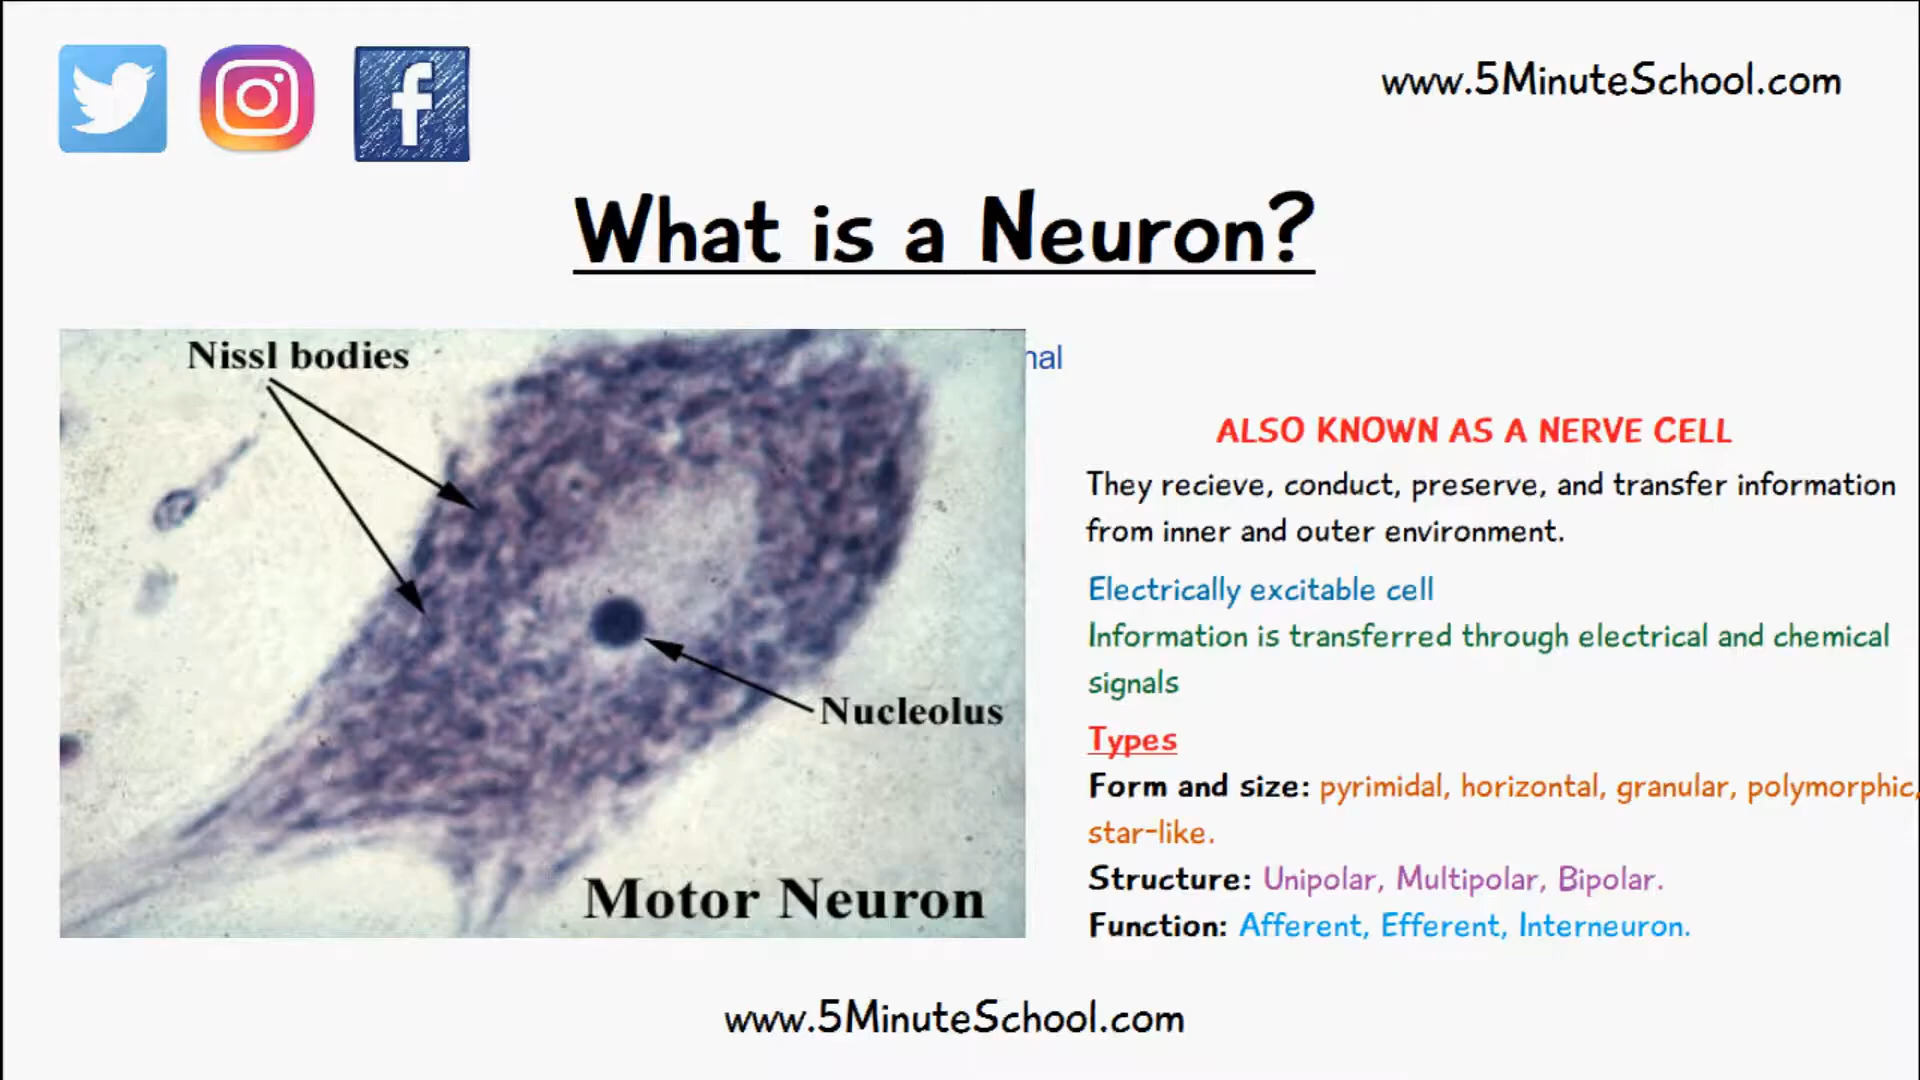 www.5MinuteSchool.com
What is a Neuron?
Nissl bodies
Nucleolus
Motor Neuron
nal
ALSO KNOWN AS A NERVE CELL
They recieve, conduct, preserve, and transfer information
from inner and outer environment.
Electrically excitable cell
Information is transferred through electrical and chemical
signals
Types
Form and size: pyrimidal, horizontal, granular, polymorphic,
star-like.
Structure: Unipolar, Multipolar, Bipolar.
Function: Afferent, Efferent, Interneuron.
www.5MinuteSchool.com